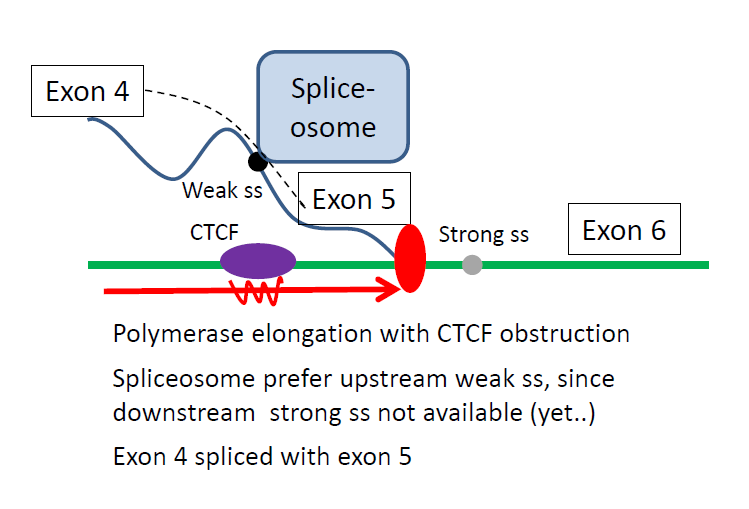 Exon 4
Splice-
osome
Weak ss
Exon 5
CTCF
Strong ss
Exon 6
Polymerase elongation with CTCF obstruction
Spliceosome prefer upstream weak ss, since
downstream strong ss not available (yet..)
Exon 4 spliced with exon 5